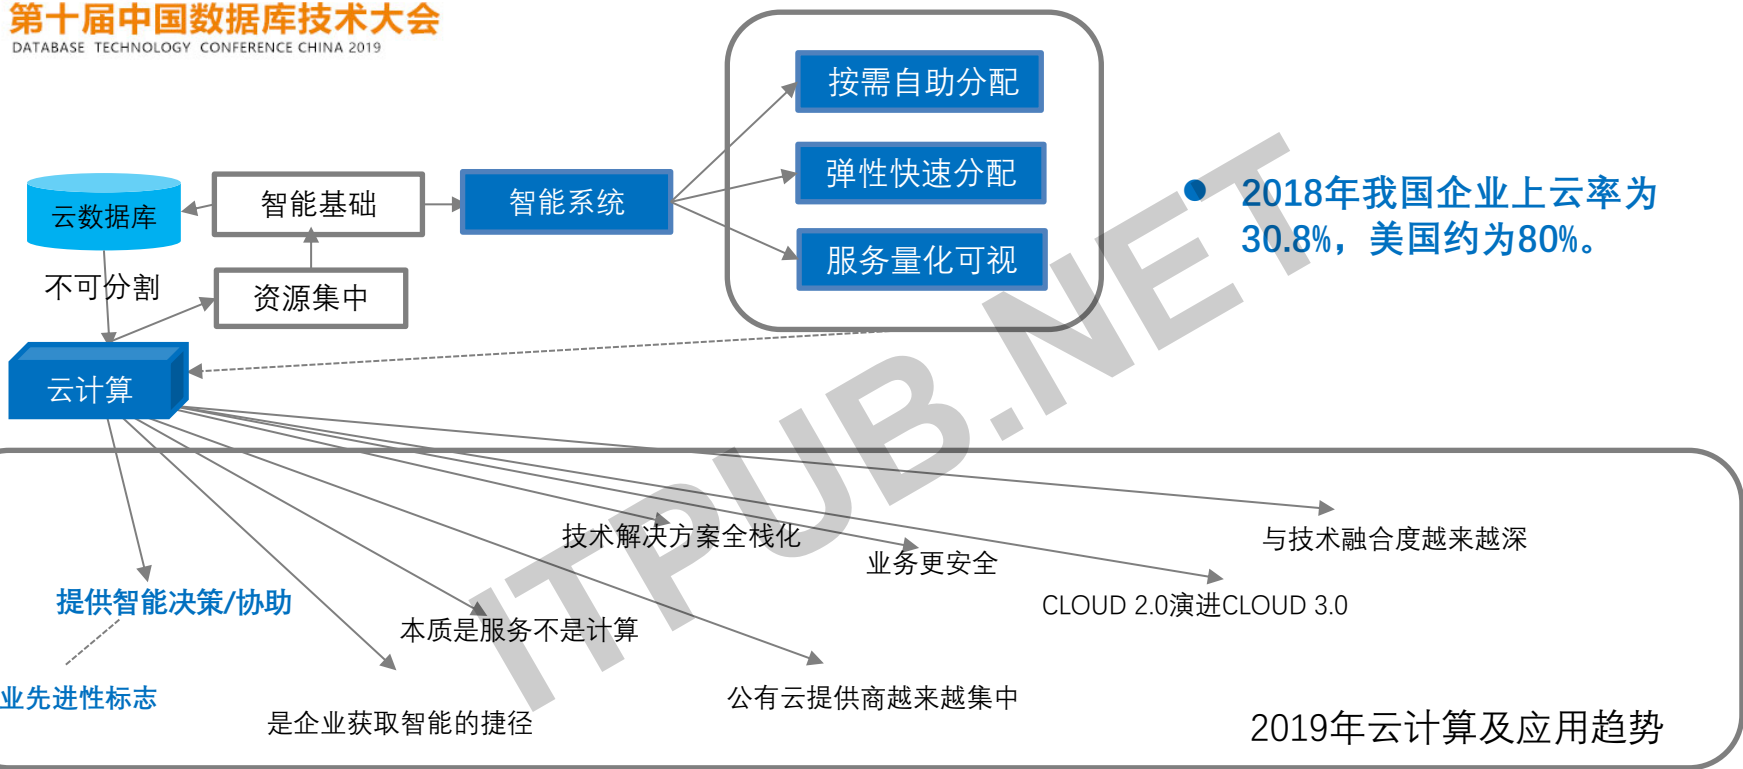 第十届中国数据库技术大会
DATABASE TECHNOLOGY CONFERENCE CHINA 2019
按需自助分配
弹性快速分配
服务量化可视
智能基础
智能系统
云数据库
不可分割
资源集中
云计算
2018年我国企业上云率为
30.8%，美国约为80%。
技术解决方案全栈化
业务更安全
与技术融合度越来越深
提供智能决策/协助
本质是服务不是计算
CLOUD 2.0演进CLOUD 3.0
业先进性标志
是企业获取智能的捷径
公有云提供商越来越集中
2019年云计算及应用趋势
ITPUB.NET